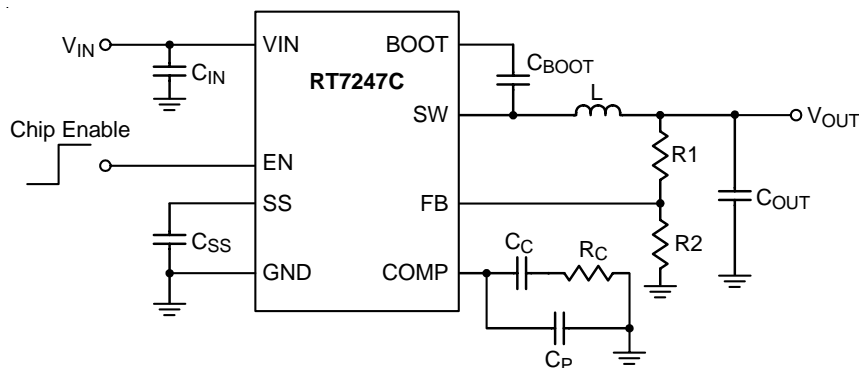 VIN
CIN
VIN
BOOT
RT7247C
CBOOT
SW
L
VOUT
Chip Enable
EN
R1
SS
FB
COUT
CSS
R2
GND
COMP
CC
RC
CP